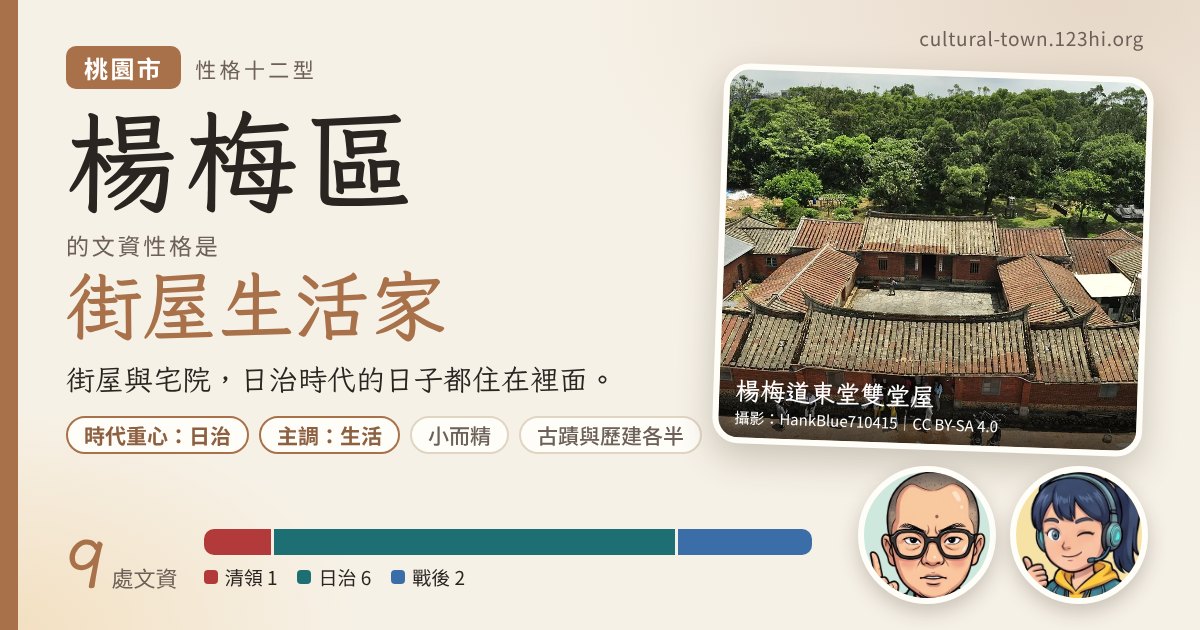 cultural-town.123hi.org
桃園市 性格十二型
楊梅區
的文資性格是
街屋生活家
街屋與宅院，日治時代的日子都住在裡面。
時代重心：日治 主調：生活 小而精 古蹟與歷建各半
楊梅道東堂雙堂屋
攝影：HankBlue710415｜CC BY-SA 4.0
9 處文資
清領 1 日治 6 戰後 2